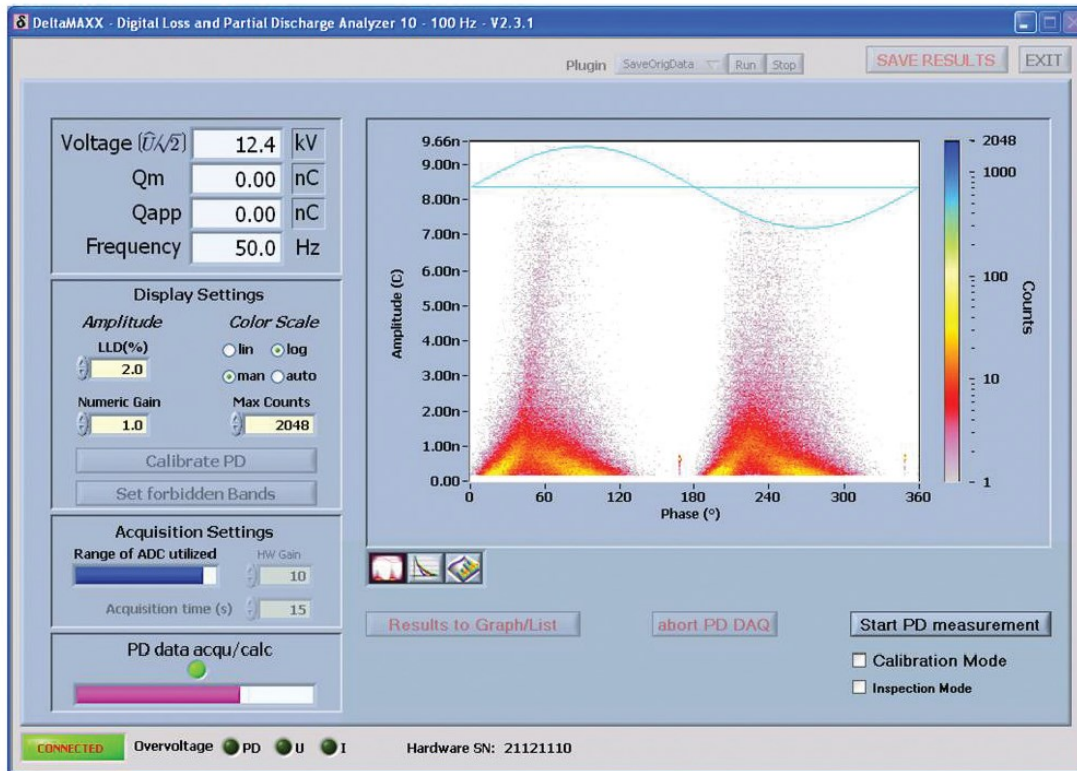 δ DeltaMAXX - Digital Loss and Partial Discharge Analyzer 10 - 100 Hz - V2.3.1
Plugin SaveOrigData Run Stop SAVE RESULTS EXIT
Voltage (Û/√2) 12.4 kV
Qm 0.00 nC
Qapp 0.00 nC
Frequency 50.0 Hz
Display Settings
Amplitude Color Scale
LLD(%) lin log
2.0 man auto
Numeric Gain Max Counts
1.0 2048
Calibrate PD
Set forbidden Bands
Acquisition Settings
Range of ADC utilized HW Gain
10
Acquisition time (s) 15
PD data acqu/calc
Amplitude (C)
9.66n
9.00n
8.00n
7.00n
6.00n
5.00n
4.00n
3.00n
2.00n
1.00n
0.00
0 60 120 180 240 300 360
Phase (°)
2048
1000
100
10
1
Counts
Results to Graph/List abort PD DAQ Start PD measurement
Calibration Mode
Inspection Mode
CONNECTED Overvoltage PD U I Hardware SN: 21121110